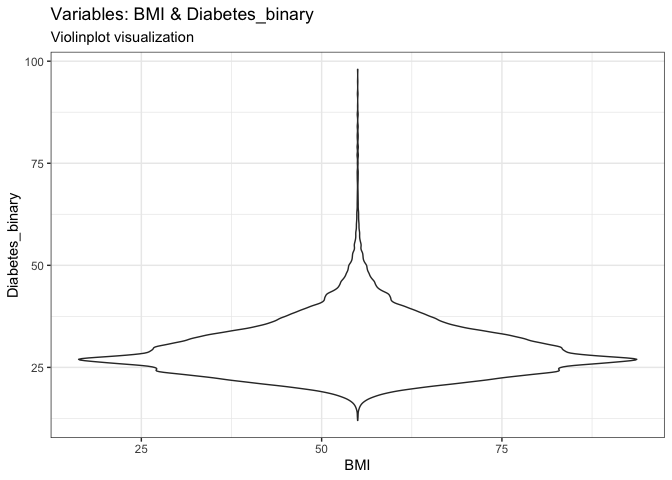 Variables: BMI & Diabetes_binary
Violinplot visualization
100
75
50
25
Diabetes_binary
25 50 75
BMI